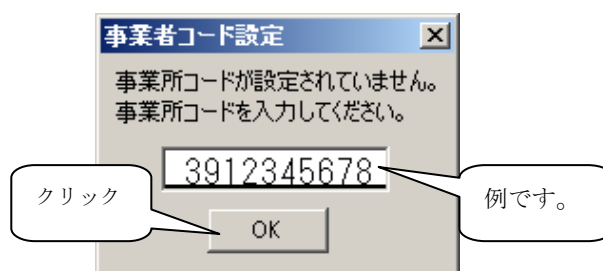 事業者コード設定
事業所コードが設定されていません。
事業所コードを入力してください。
3912345678
クリック
例です。
OK